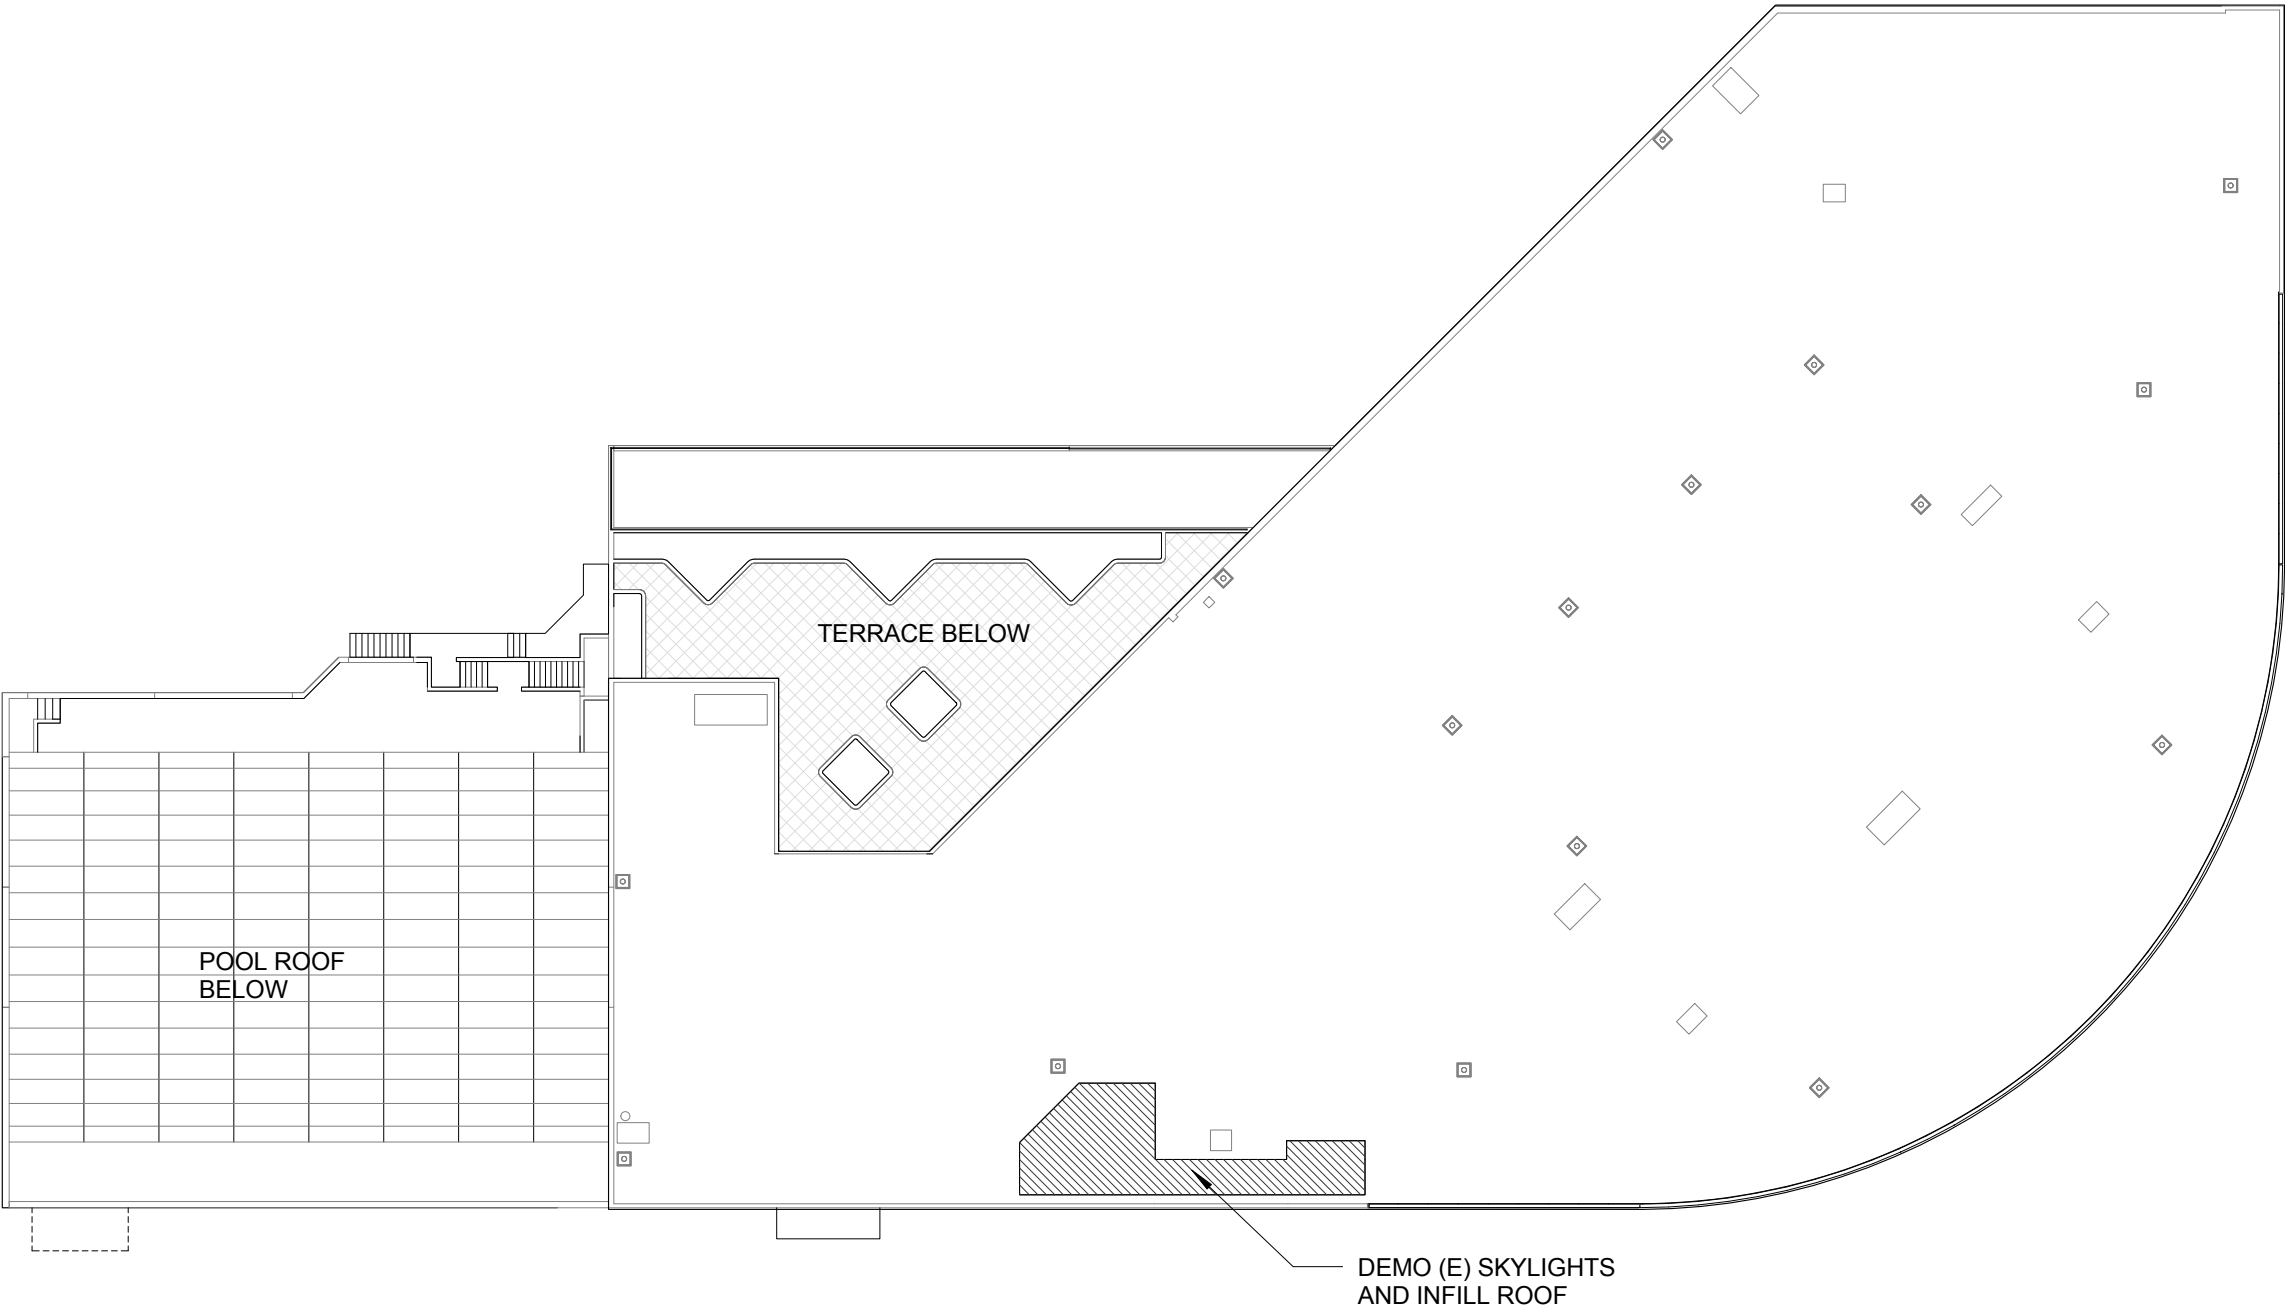 TERRACE BELOW
POOL ROOF
BELOW
DEMO (E) SKYLIGHTS
AND INFILL ROOF